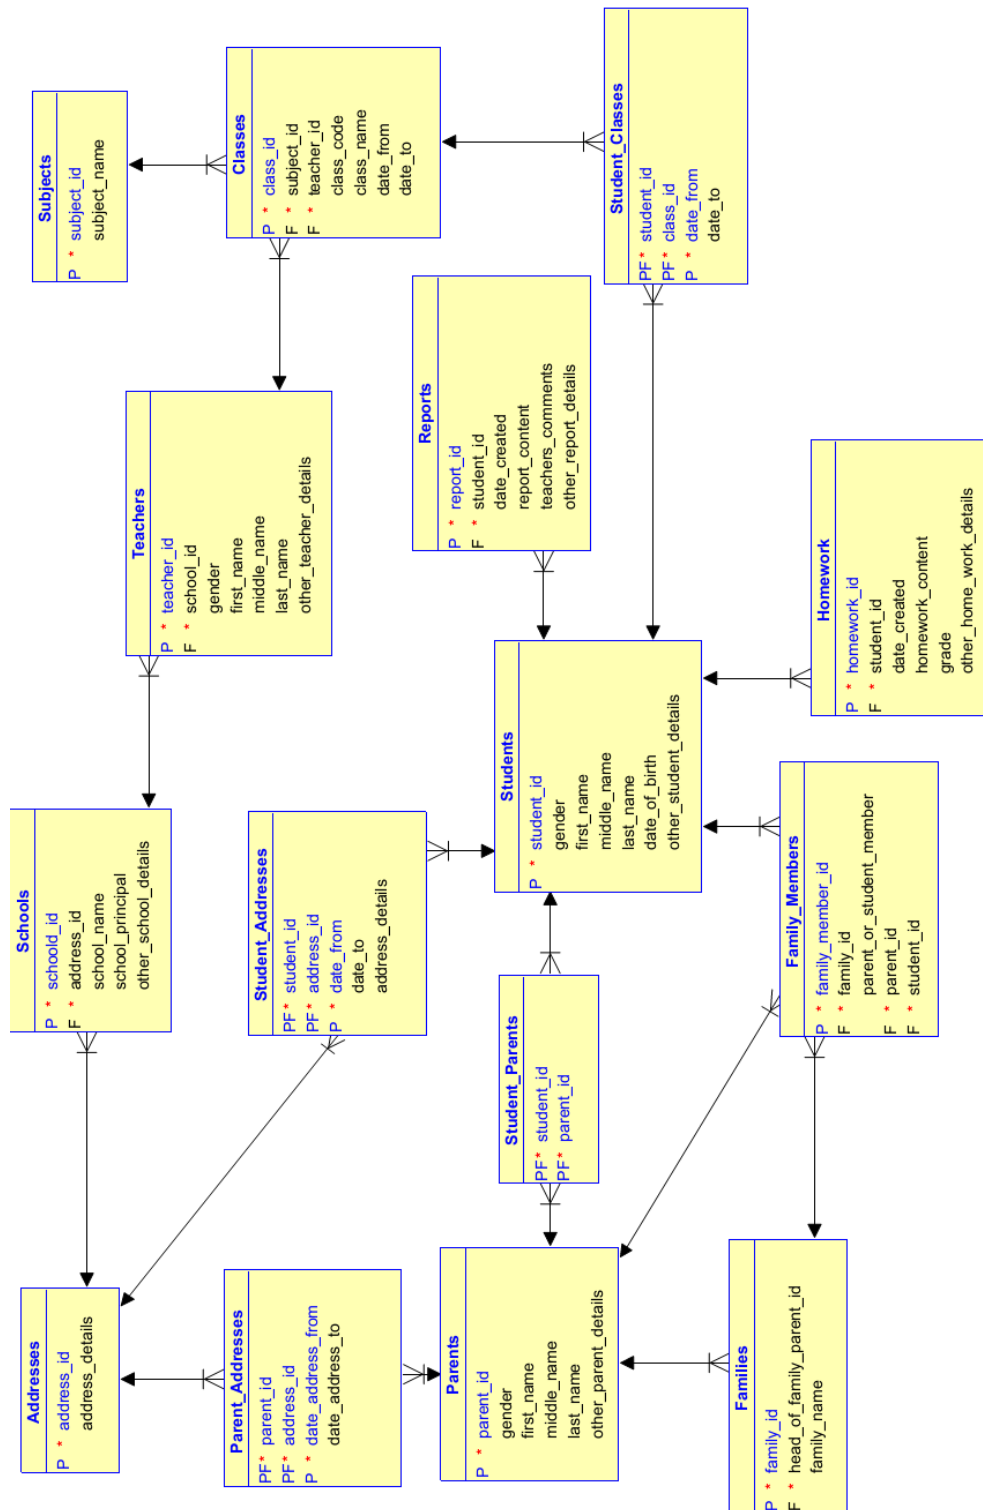 Addresses
P * address_id
address_details
Schools
P * schoold_id
F * address_id
school_name
school_principal
other_school_details
Teachers
P * teacher_id
F * school_id
gender
first_name
middle_name
last_name
other_teacher_details
Subjects
P * subject_id
subject_name
Parent_Addresses
PF* parent_id
PF* address_id
P * date_address_from
date_address_to
Student_Addresses
PF* student_id
PF* address_id
P * date_from
date_to
address_details
Classes
P * class_id
F * subject_id
F * teacher_id
class_code
class_name
date_from
date_to
Parents
P * parent_id
gender
first_name
middle_name
last_name
other_parent_details
Student_Parents
PF* student_id
PF* parent_id
Students
P * student_id
gender
first_name
middle_name
last_name
date_of_birth
other_student_details
Reports
P * report_id
F * student_id
date_created
report_content
teachers_comments
other_report_details
Student_Classes
PF* student_id
PF* class_id
P * date_from
date_to
Families
P * family_id
F * head_of_family_parent_id
family_name
Family_Members
P * family_member_id
F * family_id
parent_or_student_member
F * parent_id
F * student_id
Homework
P * homework_id
F * student_id
date_created
homework_content
grade
other_home_work_details